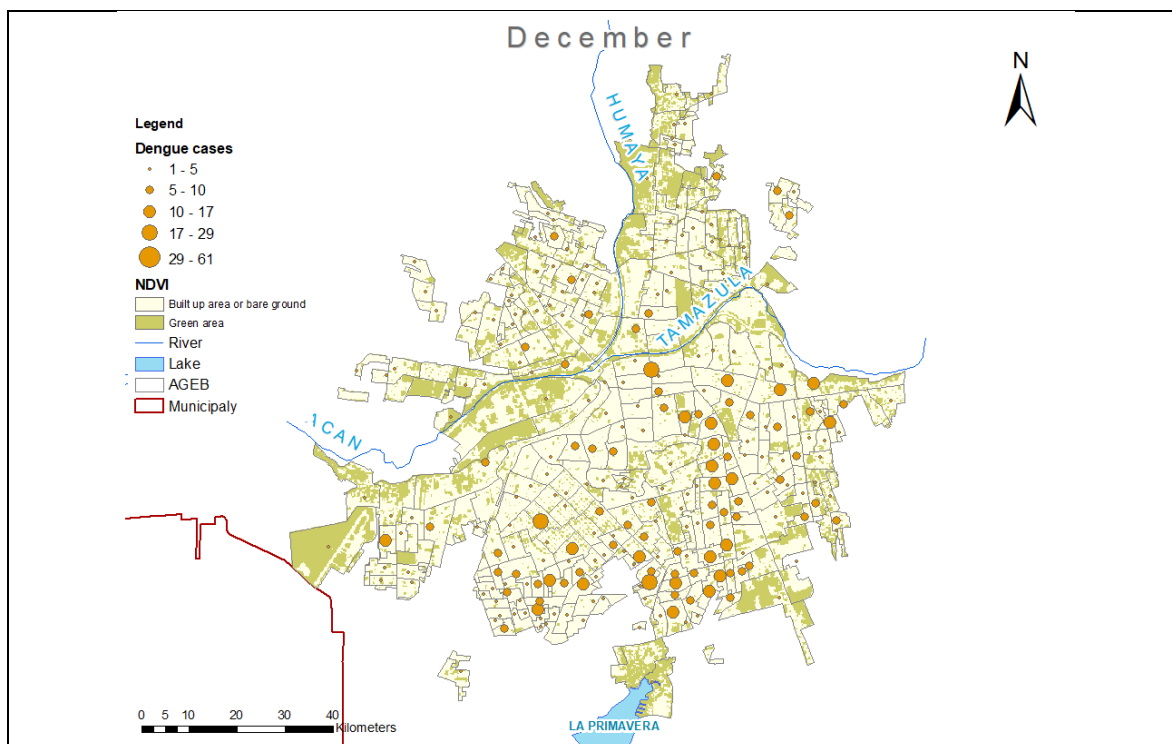 December
N
HUMAYA
Legend
Dengue cases
1 - 5
5 - 10
10 - 17
17 - 29
29 - 61
NDVI
Built up area or bare ground
Green area
River
Lake
AGEB
Municipaly
TAMAZULA
ACAN
0 5 10 20 30 40
Kilometers
LA PRIMAVERA